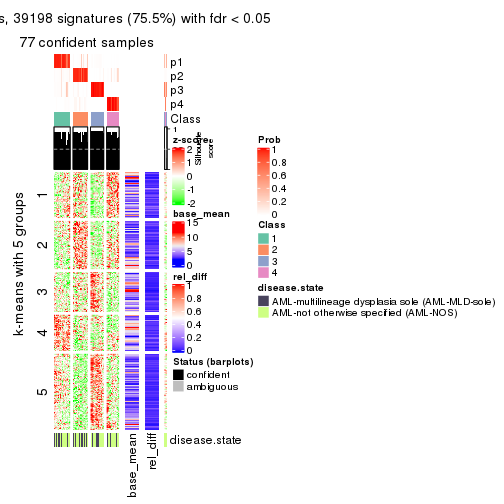 s, 39198 signatures (75.5%) with fdr < 0.05
77 confident samples
p1
p2
p3
p4
Class
1
Silhouette score
z-score
2
1
0
-1
-2
base_mean
15
10
5
0
rel_diff
1
0.8
0.6
0.4
0.2
0
Status (barplots)
confident
ambiguous
Prob
1
0.8
0.6
0.4
0.2
0
Class
1
2
3
4
disease.state
AML-multilineage dysplasia sole (AML-MLD-sole)
AML-not otherwise specified (AML-NOS)
k-means with 5 groups
1
2
3
4
5
disease.state
base_mean
rel_diff